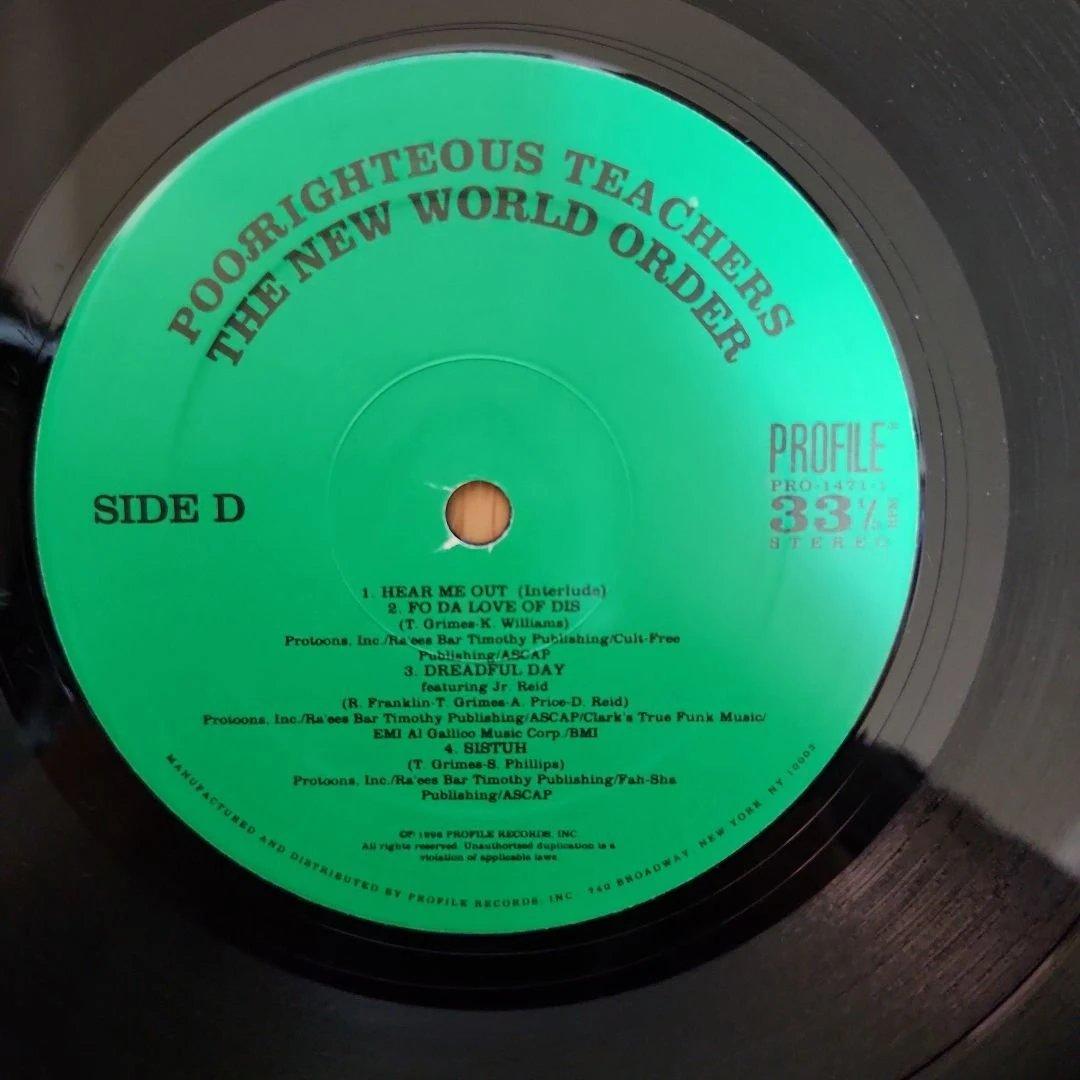 POORRIGHTEOUS TEACHERS
THE NEW WORLD ORDER
PROFILE
PRO-1471-1
33⅓ RPM
STEREO
SIDE D
1. HEAR ME OUT (Interlude)
2. FO DA LOVE OF DIS
(T. Grimes-K. Williams)
Protoons, Inc./Ra'ees Bar Timothy Publishing/Cult-Free
Publishing/ASCAP
3. DREADFUL DAY
featuring Jr. Reid
(R. Franklin-T. Grimes-A. Price-D. Reid)
Protoons, Inc./Ra'ees Bar Timothy Publishing/ASCAP/Clark's True Funk Music/
EMI Al Gallico Music Corp./BMI
4. SISTUH
(T. Grimes-S. Phillips)
Protoons, Inc./Ra'ees Bar Timothy Publishing/Fah-Sha
Publishing/ASCAP
©℗ 1996 PROFILE RECORDS, INC
All rights reserved. Unauthorized duplication is a
violation of applicable laws.
MANUFACTURED AND DISTRIBUTED BY PROFILE RECORDS, INC 740 BROADWAY, NEW YORK NY 10003